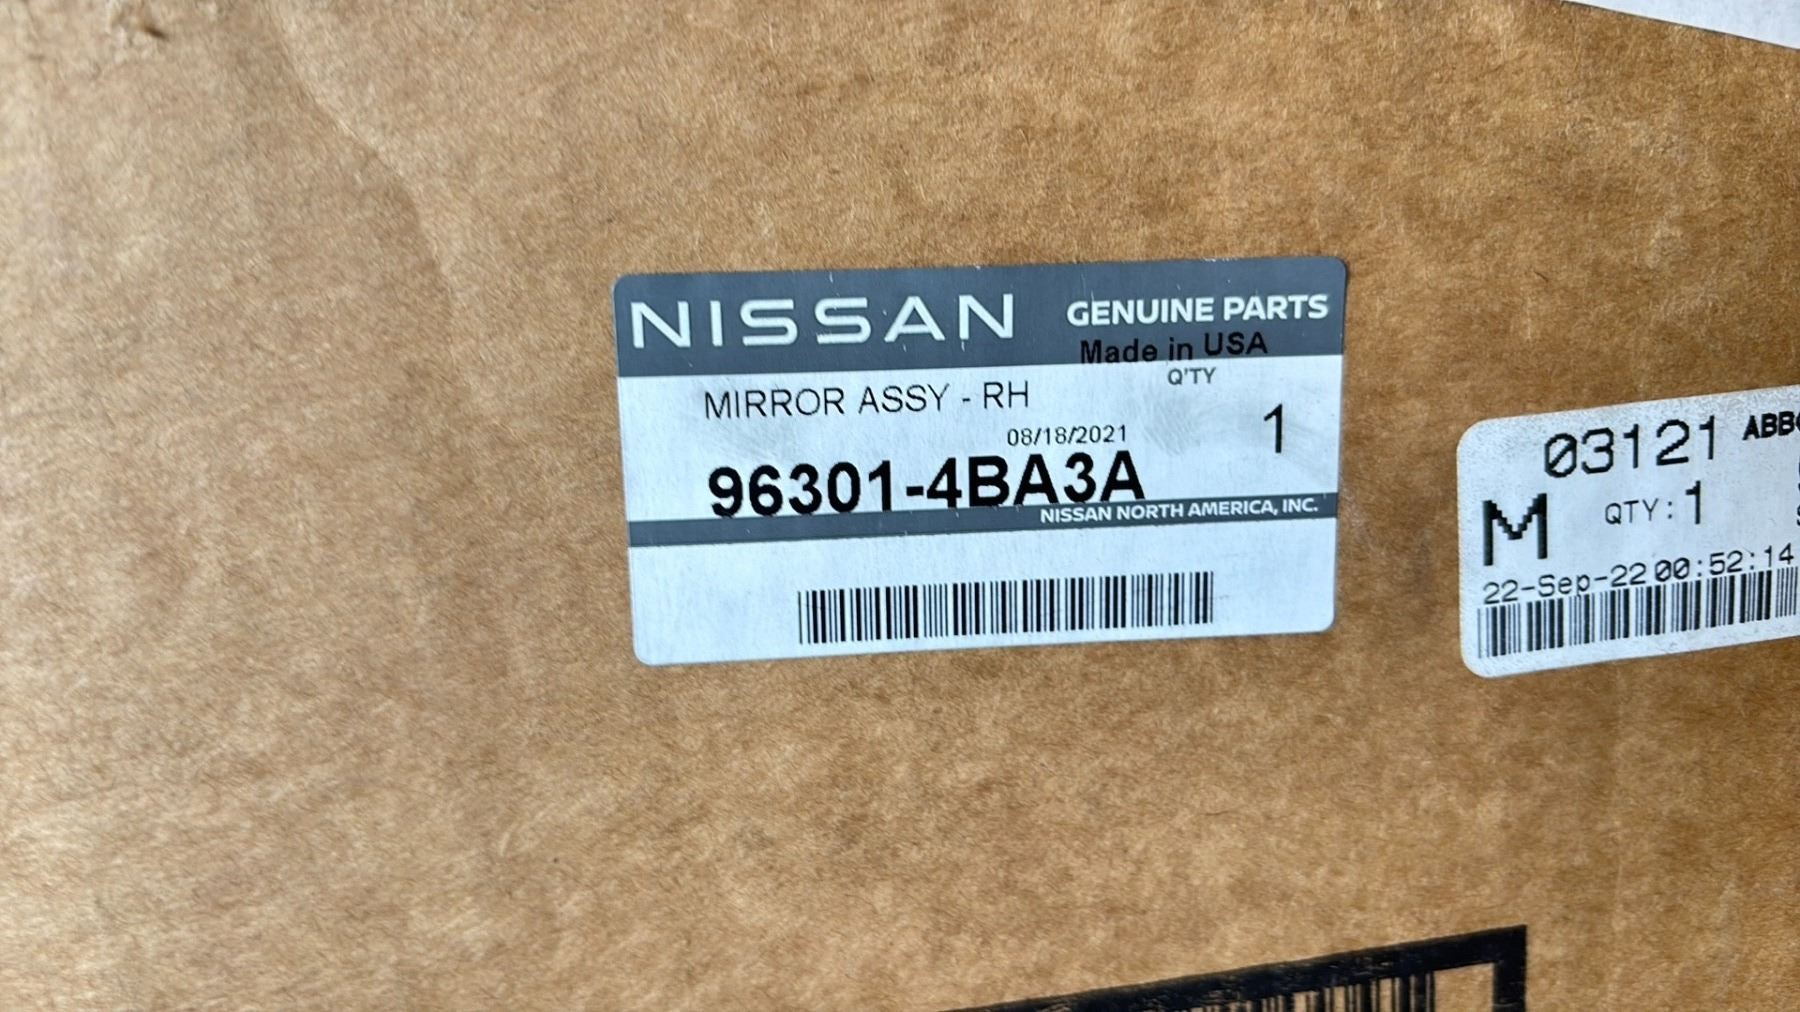 NISSAN GENUINE PARTS
Made in USA
Q'TY
MIRROR ASSY - RH
1
08/18/2021
96301-4BA3A
NISSAN NORTH AMERICA, INC.
03121
M QTY: 1
22-Sep-22 00:52:14